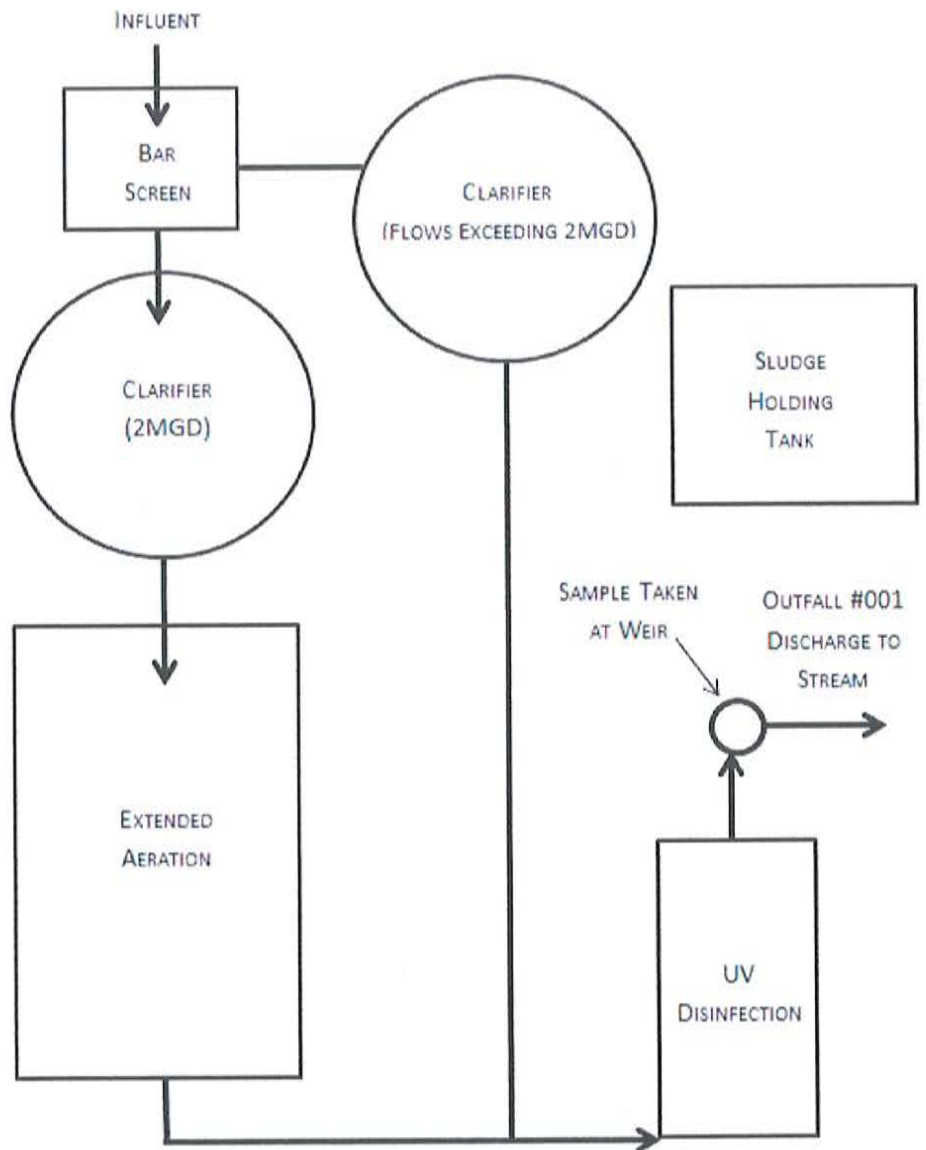 INFLUENT
BAR
SCREEN
CLARIFIER
(FLOWS EXCEEDING 2MGD)
CLARIFIER
(2MGD)
SLUDGE
HOLDING
TANK
SAMPLE TAKEN
AT WEIR
OUTFALL #001
DISCHARGE TO
STREAM
EXTENDED
AERATION
UV
DISINFECTION